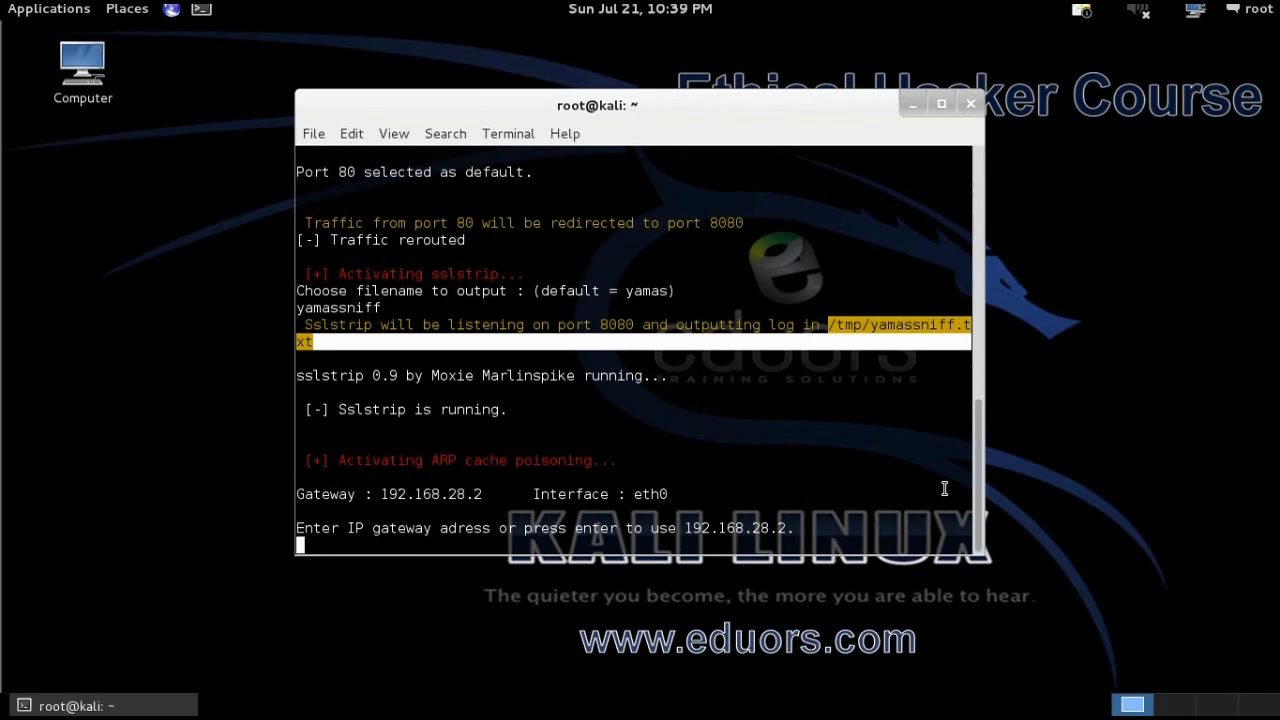 Applications Places Sun Jul 21, 10:39 PM root
Computer
Ethical Hacker Course
root@kali: ~
File Edit View Search Terminal Help
Port 80 selected as default.
Traffic from port 80 will be redirected to port 8080
[-] Traffic rerouted
[+] Activating sslstrip...
Choose filename to output : (default = yamas)
yamassniff
Sslstrip will be listening on port 8080 and outputting log in /tmp/yamassniff.t
xt
eduors
TRAINING SOLUTIONS
sslstrip 0.9 by Moxie Marlinspike running...
[-] Sslstrip is running.
[+] Activating ARP cache poisoning...
Gateway : 192.168.28.2 Interface : eth0
Enter IP gateway adress or press enter to use 192.168.28.2.
KALI LINUX
The quieter you become, the more you are able to hear.
www.eduors.com
root@kali: ~